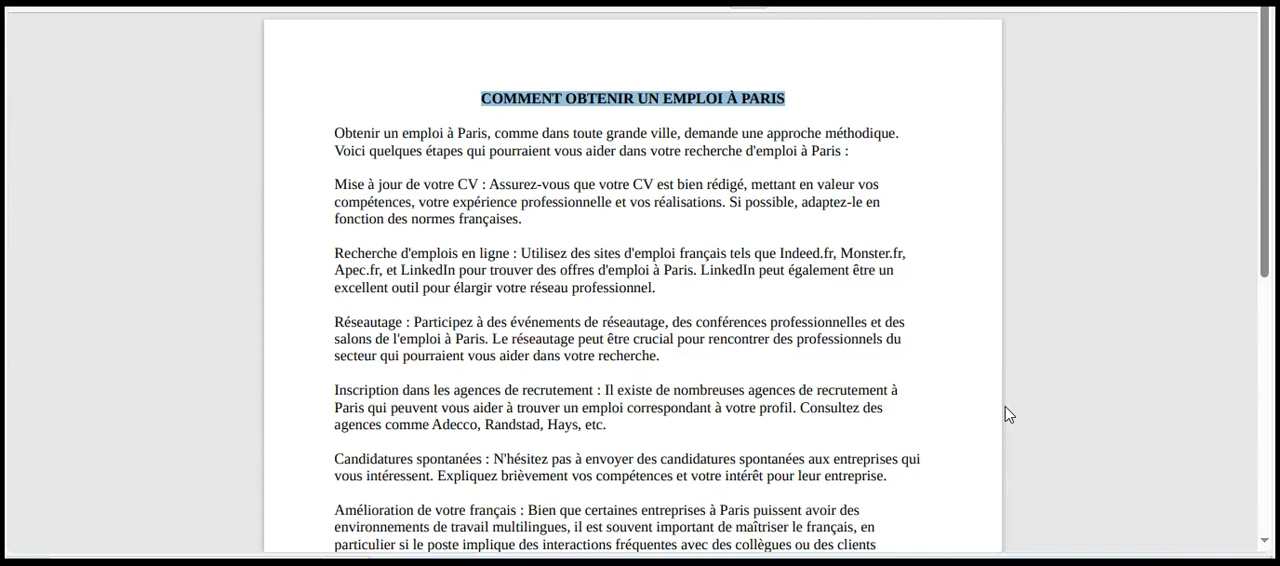 COMMENT OBTENIR UN EMPLOI À PARIS
Obtenir un emploi à Paris, comme dans toute grande ville, demande une approche méthodique.
Voici quelques étapes qui pourraient vous aider dans votre recherche d'emploi à Paris :
Mise à jour de votre CV : Assurez-vous que votre CV est bien rédigé, mettant en valeur vos
compétences, votre expérience professionnelle et vos réalisations. Si possible, adaptez-le en
fonction des normes françaises.
Recherche d'emplois en ligne : Utilisez des sites d'emploi français tels que Indeed.fr, Monster.fr,
Apec.fr, et LinkedIn pour trouver des offres d'emploi à Paris. LinkedIn peut également être un
excellent outil pour élargir votre réseau professionnel.
Réseautage : Participez à des événements de réseautage, des conférences professionnelles et des
salons de l'emploi à Paris. Le réseautage peut être crucial pour rencontrer des professionnels du
secteur qui pourraient vous aider dans votre recherche.
Inscription dans les agences de recrutement : Il existe de nombreuses agences de recrutement à
Paris qui peuvent vous aider à trouver un emploi correspondant à votre profil. Consultez des
agences comme Adecco, Randstad, Hays, etc.
Candidatures spontanées : N'hésitez pas à envoyer des candidatures spontanées aux entreprises qui
vous intéressent. Expliquez brièvement vos compétences et votre intérêt pour leur entreprise.
Amélioration de votre français : Bien que certaines entreprises à Paris puissent avoir des
environnements de travail multilingues, il est souvent important de maîtriser le français, en
particulier si le poste implique des interactions fréquentes avec des collègues ou des clients